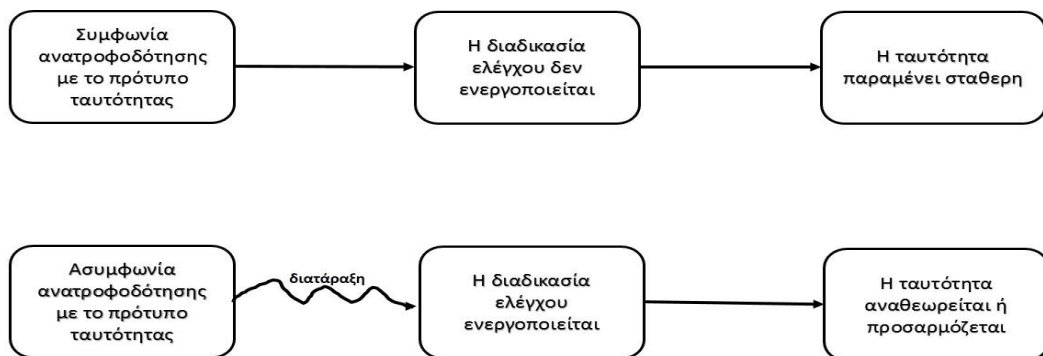 Συμφωνία
ανατροφοδότησης
με το πρότυπο
ταυτότητας
Η διαδικασία
ελέγχου δεν
ενεργοποιείται
Η ταυτότητα
παραμένει σταθερη
Ασυμφωνία
ανατροφοδότησης
με το πρότυπο
ταυτότητας
διατάραξη
Η διαδικασία
ελέγχου
ενεργοποιείται
Η ταυτότητα
αναθεωρείται ή
προσαρμόζεται